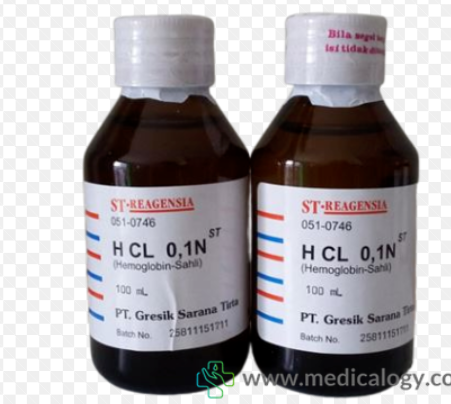 Bila segel
isi tidak
ST-REAGENSIA
051-0746
H CL 0,1N ST
(Hemoglobin-Sahli)
100 mL
PT. Gresik Sarana Tirta
Batch No. 25811151711
ST-REAGENSIA
051-0746
H CL 0,1N ST
(Hemoglobin-Sahli)
100 mL
PT. Gresik Sarana
Batch No. 25811151711
www.medicalogy.co